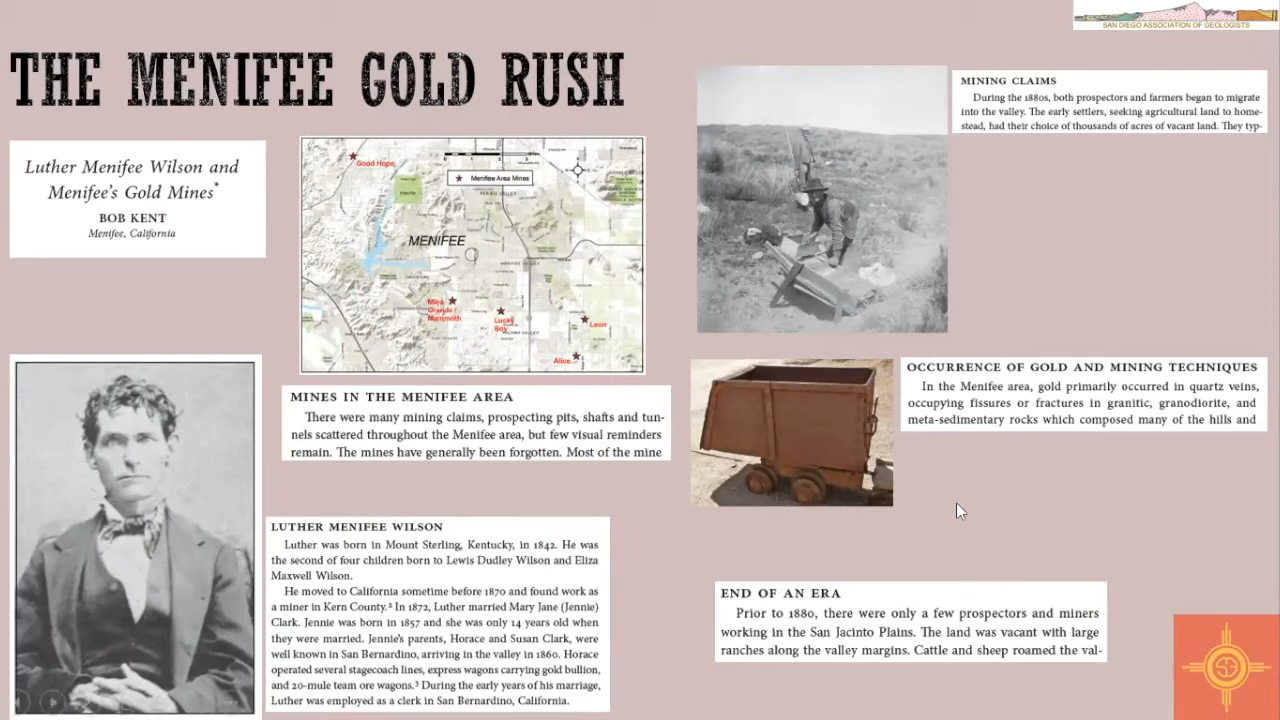 SAN DIEGO ASSOCIATION OF GEOLOGISTS
THE MENIFEE GOLD RUSH
Luther Menifee Wilson and
Menifee's Gold Mines*
BOB KENT
Menifee, California
Good Hope
Menifee Area Mines
MENIFEE
Mira
Grande /
Mammoth
Lucky
Boy
Leon
Alice
MINES IN THE MENIFEE AREA
There were many mining claims, prospecting pits, shafts and tun-
nels scattered throughout the Menifee area, but few visual reminders
remain. The mines have generally been forgotten. Most of the mine
LUTHER MENIFEE WILSON
Luther was born in Mount Sterling, Kentucky, in 1842. He was
the second of four children born to Lewis Dudley Wilson and Eliza
Maxwell Wilson.
He moved to California sometime before 1870 and found work as
a miner in Kern County.² In 1872, Luther married Mary Jane (Jennie)
Clark. Jennie was born in 1857 and she was only 14 years old when
they were married. Jennie's parents, Horace and Susan Clark, were
well known in San Bernardino, arriving in the valley in 1860. Horace
operated several stagecoach lines, express wagons carrying gold bullion,
and 20-mule team ore wagons.³ During the early years of his marriage,
Luther was employed as a clerk in San Bernardino, California.
MINING CLAIMS
During the 1880s, both prospectors and farmers began to migrate
into the valley. The early settlers, seeking agricultural land to home-
stead, had their choice of thousands of acres of vacant land. They typ-
OCCURRENCE OF GOLD AND MINING TECHNIQUES
In the Menifee area, gold primarily occurred in quartz veins,
occupying fissures or fractures in granitic, granodiorite, and
meta-sedimentary rocks which composed many of the hills and
END OF AN ERA
Prior to 1880, there were only a few prospectors and miners
working in the San Jacinto Plains. The land was vacant with large
ranches along the valley margins. Cattle and sheep roamed the val-